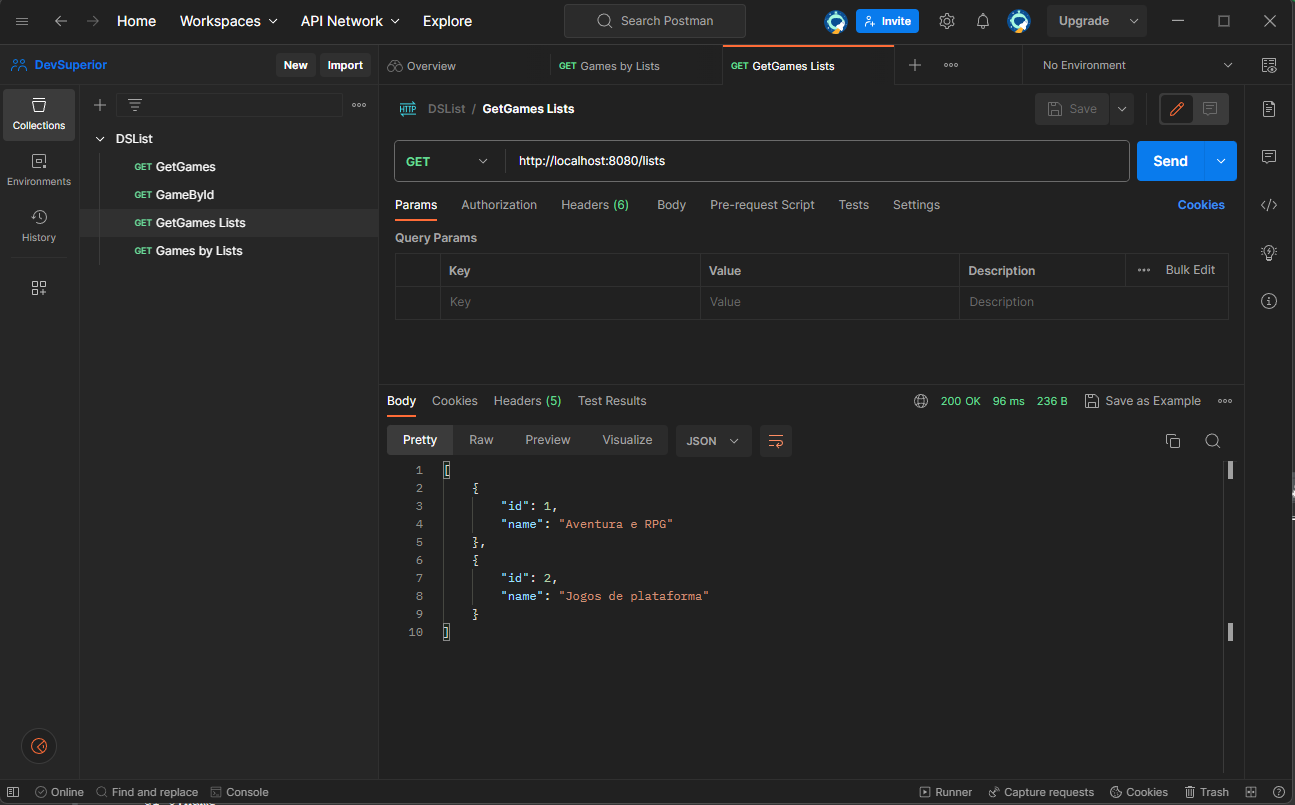 Home Workspaces API Network Explore Search Postman Invite Upgrade
DevSuperior New Import Overview GET Games by Lists GET GetGames Lists No Environment
Collections
Environments
History
DSList
GET GetGames
GET GameById
GET GetGames Lists
GET Games by Lists
HTTP DSList / GetGames Lists Save
GET http://localhost:8080/lists Send
Params Authorization Headers (6) Body Pre-request Script Tests Settings Cookies
Query Params
Key Value Description Bulk Edit
Key Value Description
Body Cookies Headers (5) Test Results 200 OK 96 ms 236 B Save as Example
Pretty Raw Preview Visualize JSON
1 [
2 {
3 "id": 1,
4 "name": "Aventura e RPG"
5 },
6 {
7 "id": 2,
8 "name": "Jogos de plataforma"
9 }
10 ]
Online Find and replace Console Runner Capture requests Cookies Trash